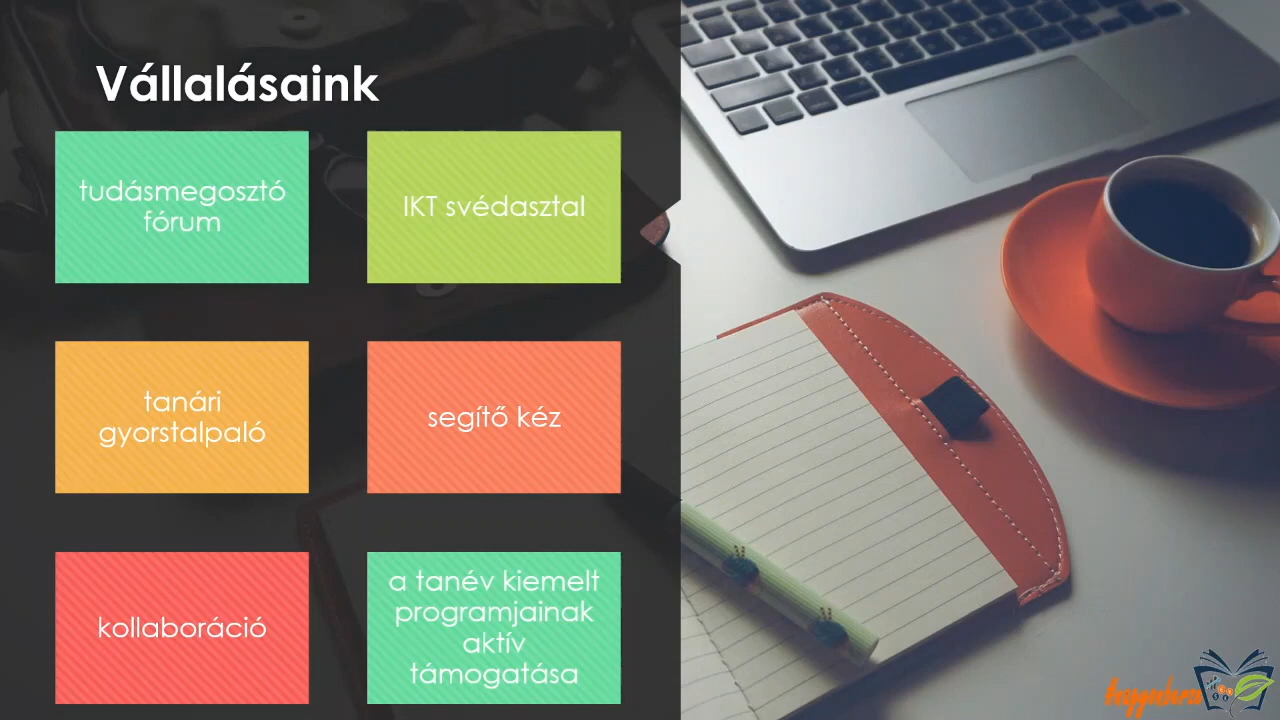 Vállalásaink
tudásmegosztó
fórum
IKT svédasztal
tanári
gyorstalpaló
segítő kéz
kollaboráció
a tanév kiemelt
programjainak
aktív
támogatása